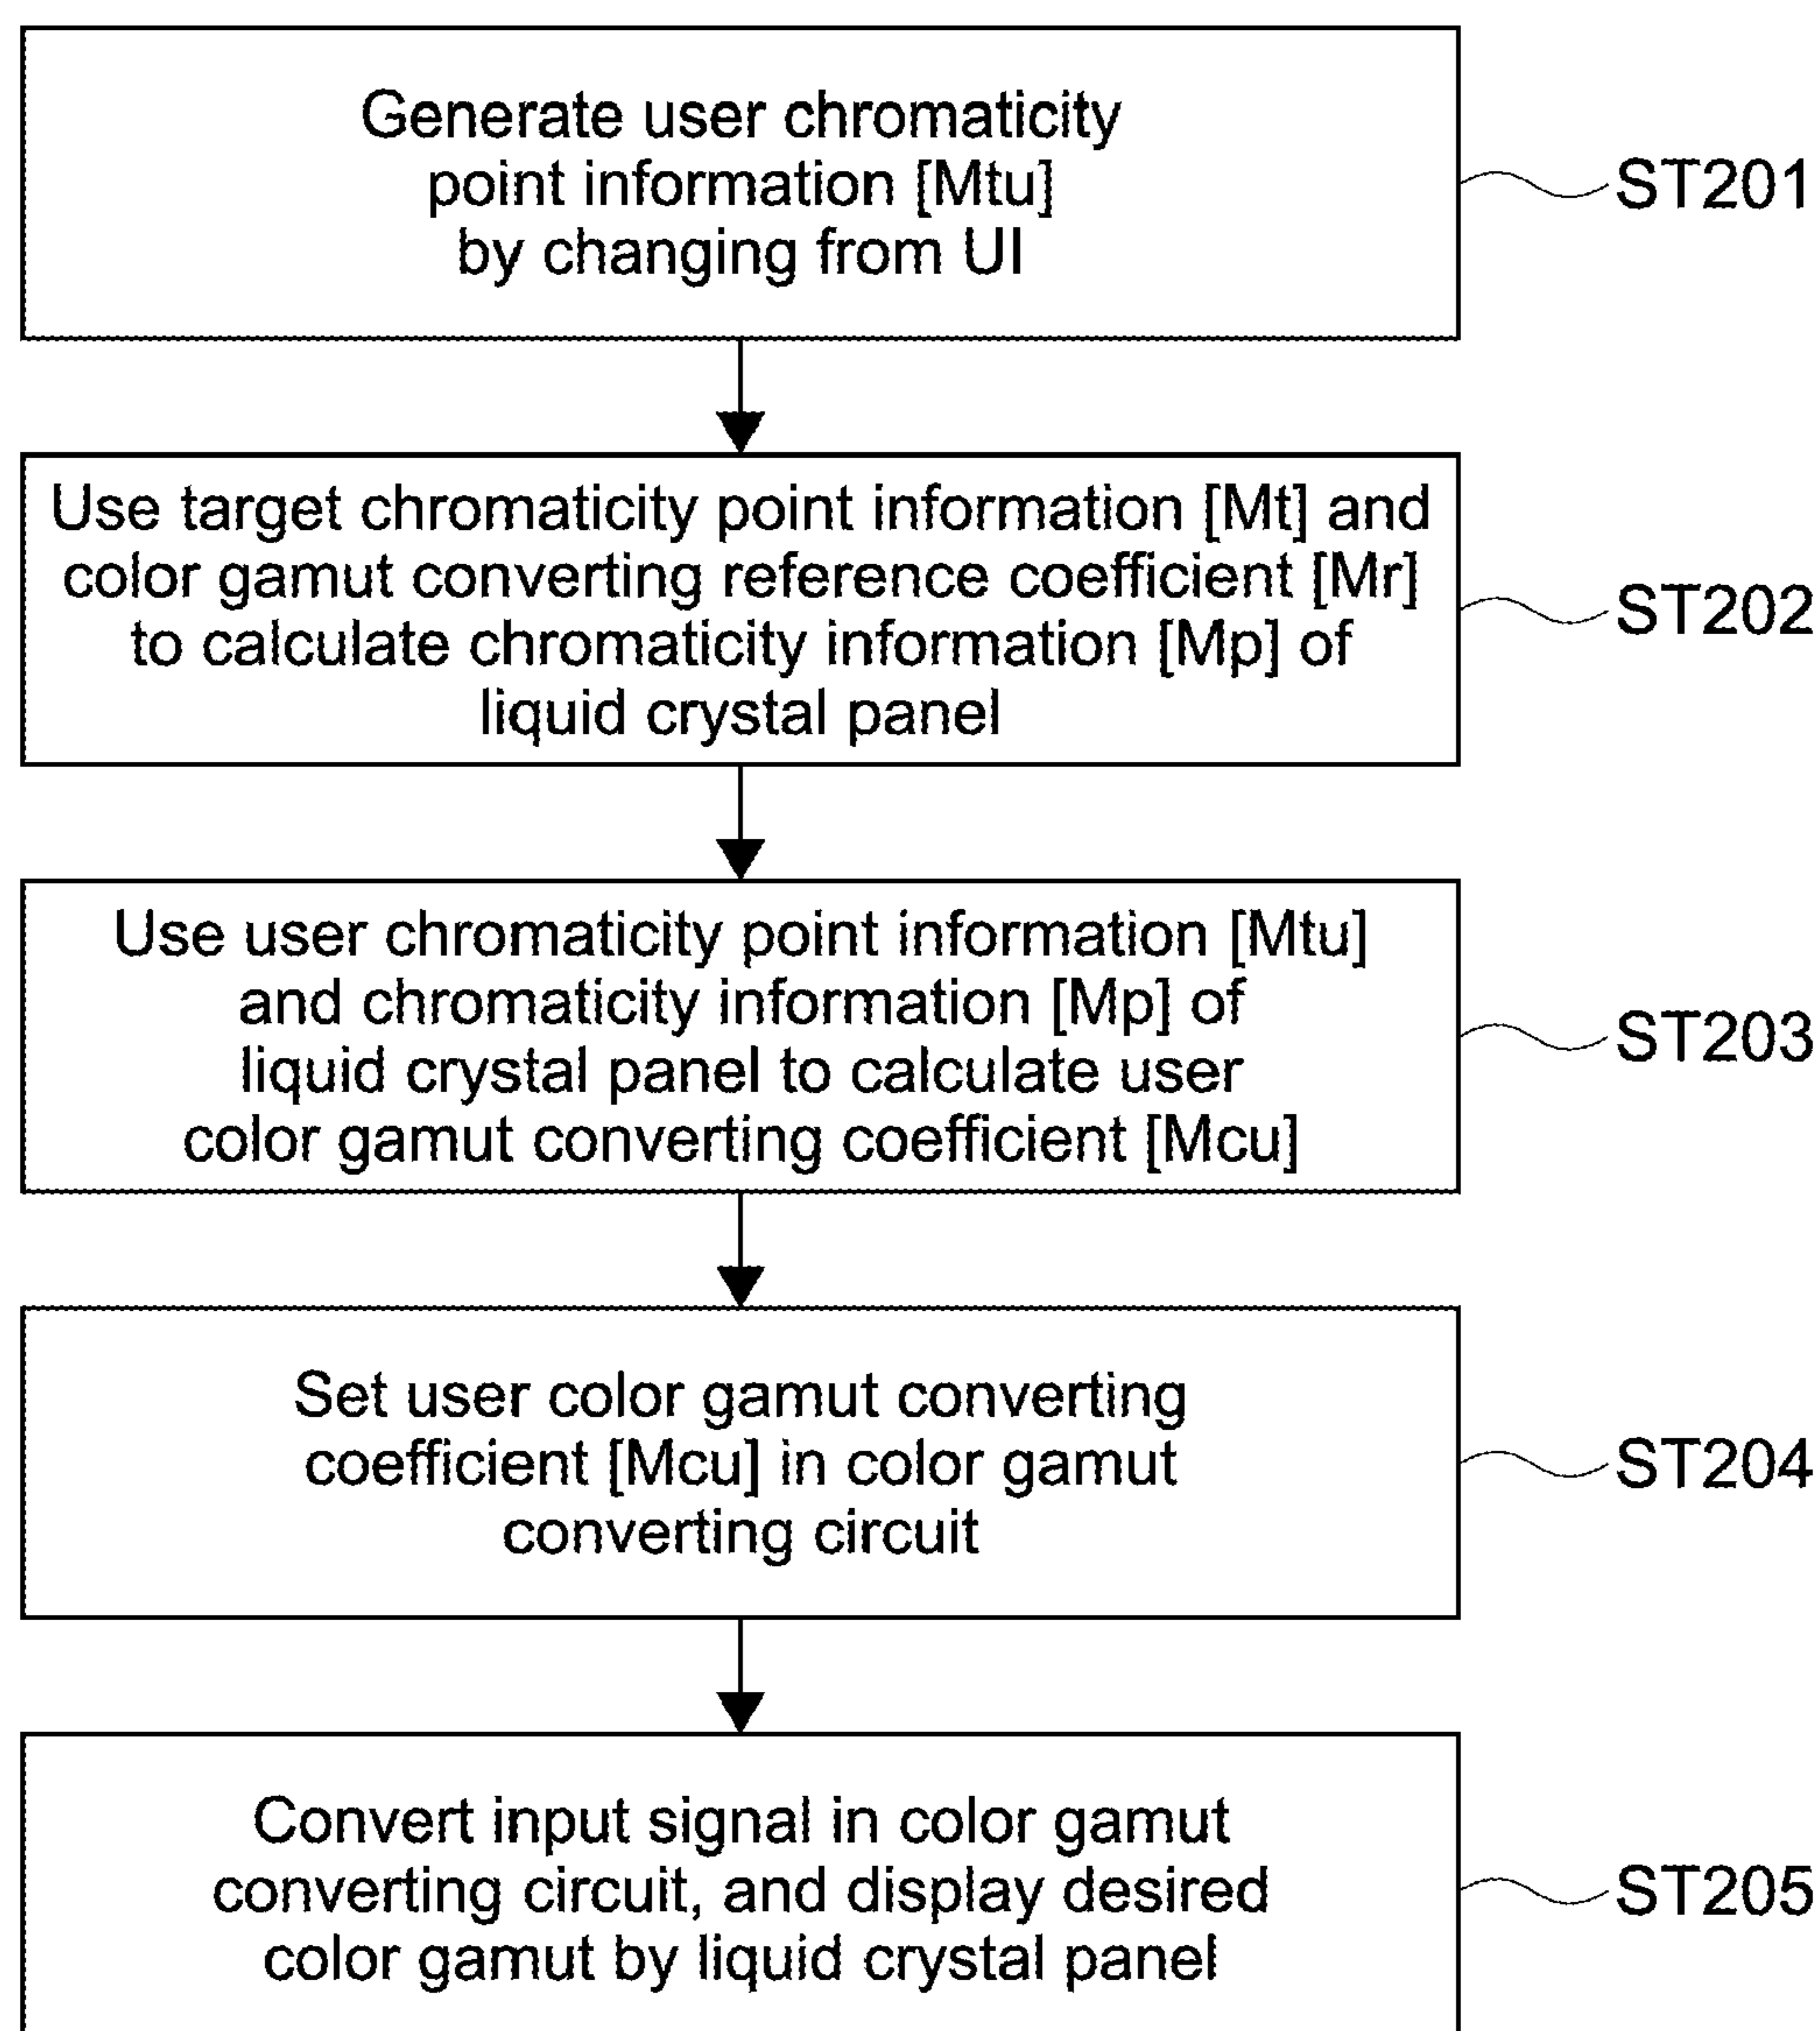 Generate user chromaticity
point information [Mtu]
by changing from UI
ST201
Use target chromaticity point information [Mt] and
color gamut converting reference coefficient [Mr]
to calculate chromaticity information [Mp] of
liquid crystal panel
ST202
Use user chromaticity point information [Mtu]
and chromaticity information [Mp] of
liquid crystal panel to calculate user
color gamut converting coefficient [Mcu]
ST203
Set user color gamut converting
coefficient [Mcu] in color gamut
converting circuit
ST204
Convert input signal in color gamut
converting circuit, and display desired
color gamut by liquid crystal panel
ST205